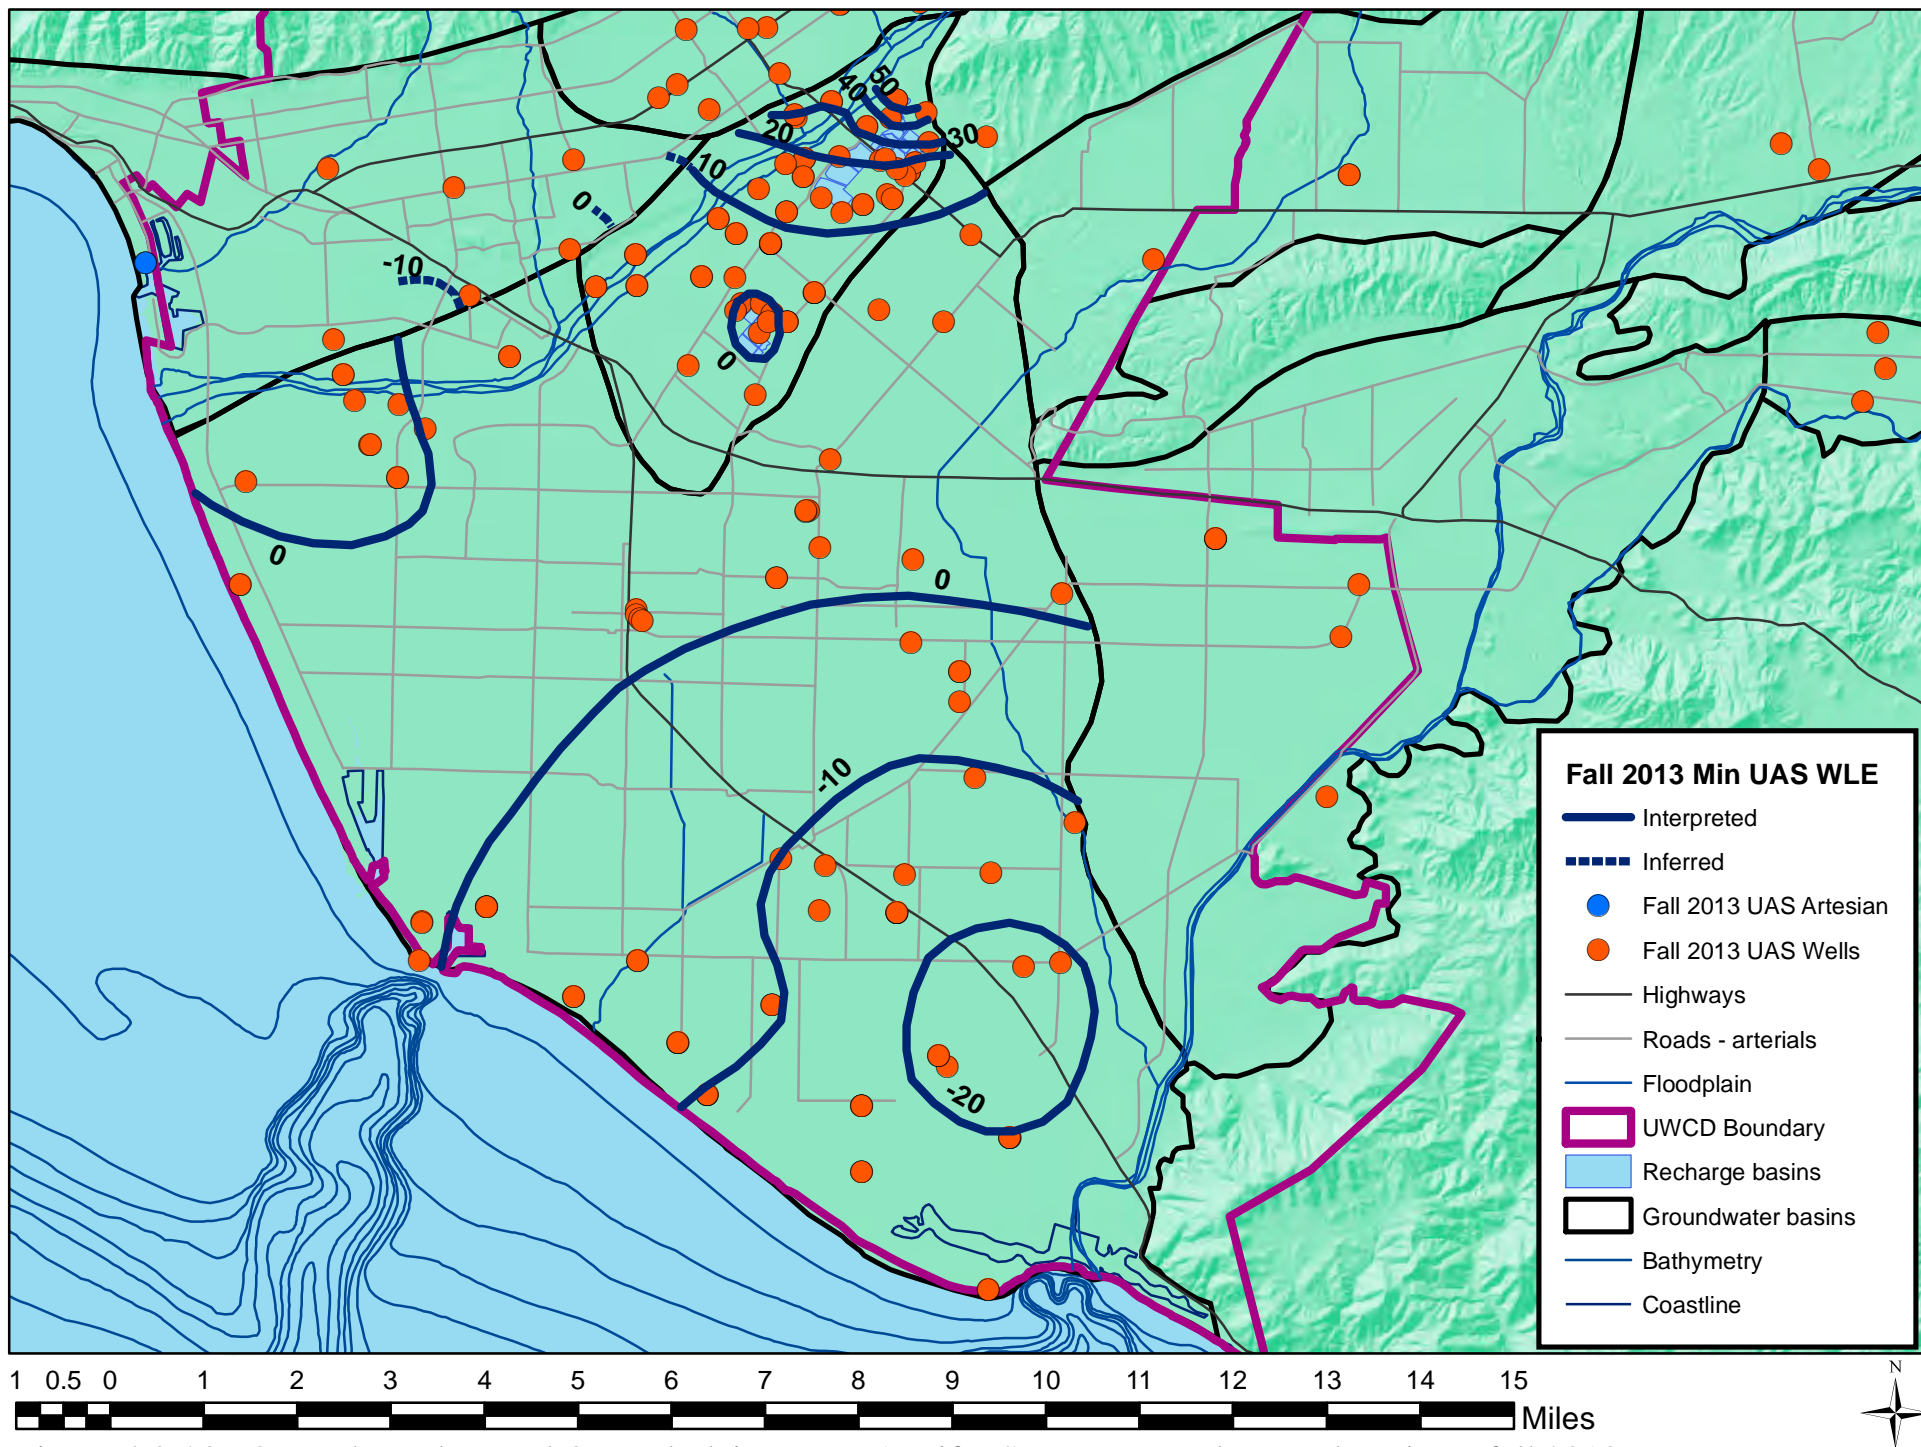 50
40
20
30
10
0
-10
0
0
0
-10
-20
Fall 2013 Min UAS WLE
Interpreted
Inferred
Fall 2013 UAS Artesian
Fall 2013 UAS Wells
Highways
Roads - arterials
Floodplain
UWCD Boundary
Recharge basins
Groundwater basins
Bathymetry
Coastline
1 0.5 0 1 2 3 4 5 6 7 8 9 10 11 12 13 14 15
Miles
N